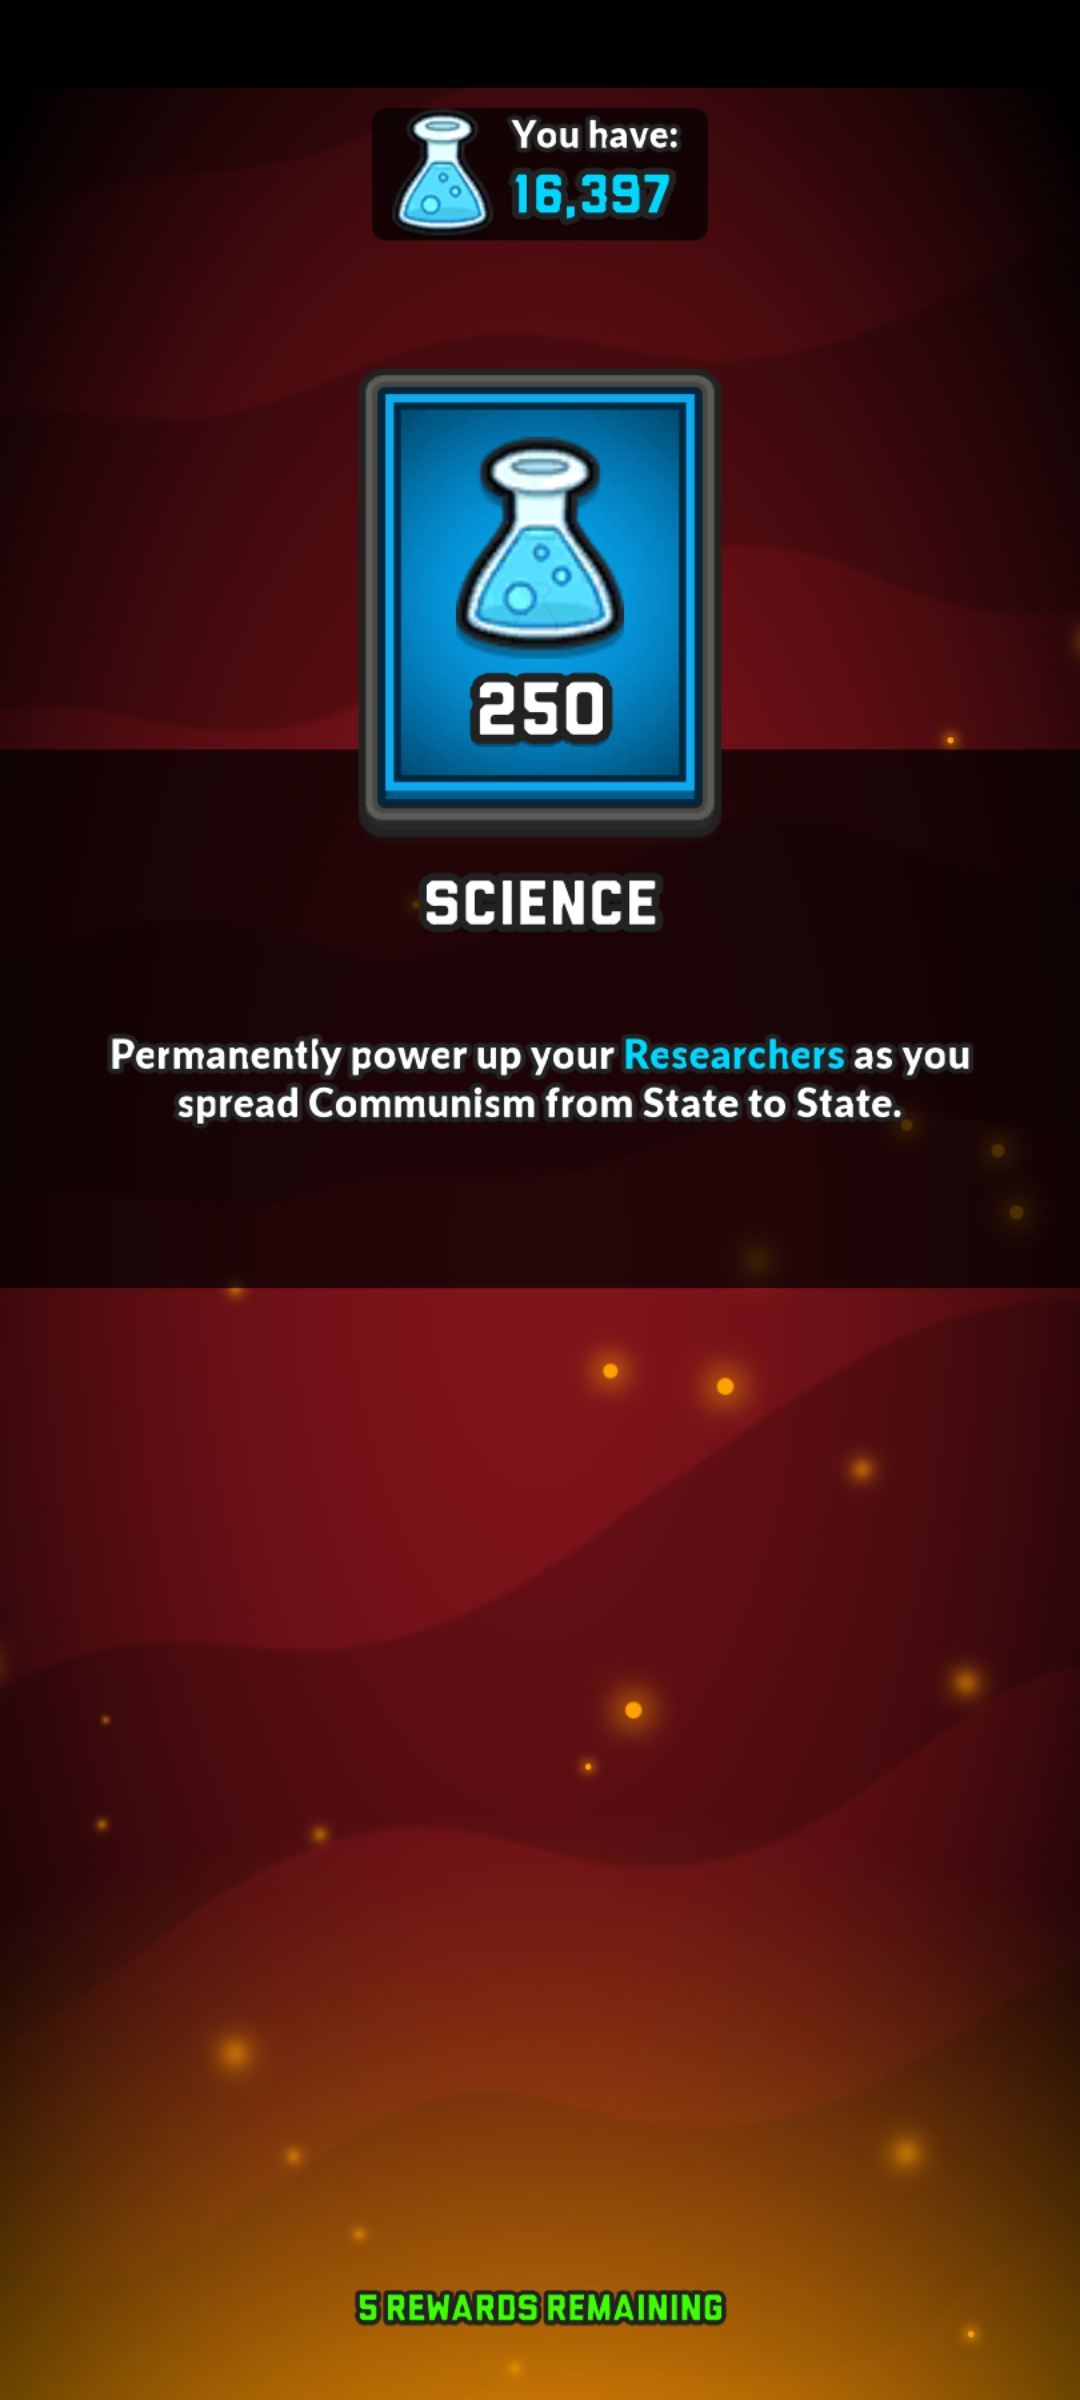 You have:
16,397
250
SCIENCE
Permanently power up your Researchers as you
spread Communism from State to State.
5 REWARDS REMAINING